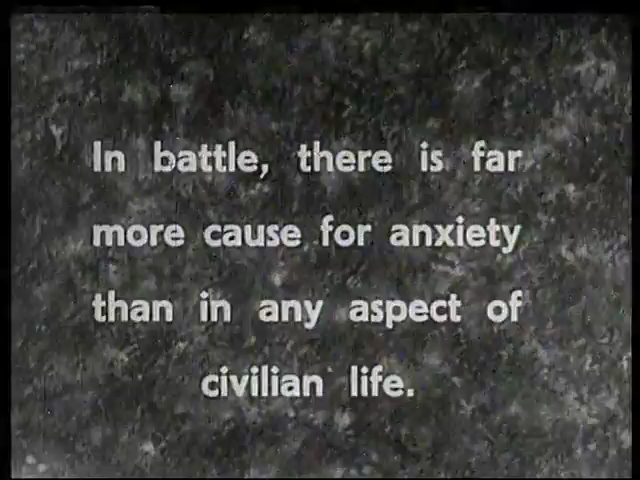 In battle, there is far
more cause for anxiety
than in any aspect of
civilian life.